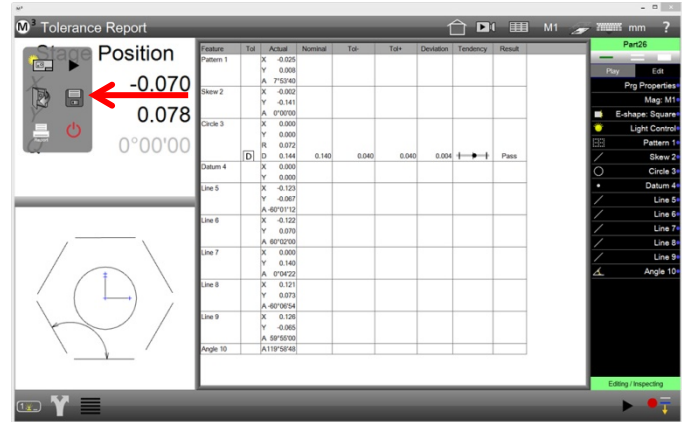 M³
M³ Tolerance Report
M1
mm
?
Stage Position
X
-0.070
Y
0.078
Q
0°00'00
Feature Tol Actual Nominal Tol- Tol+ Deviation Tendency Result
Pattern 1 X -0.025
Y 0.008
A 7°53'40
Skew 2 X -0.002
Y -0.141
A 0°00'00
Circle 3 X 0.000
Y 0.000
R 0.072
D D 0.144 0.140 0.040 0.040 0.004 Pass
Datum 4 X 0.000
Y 0.000
Line 5 X -0.123
Y -0.067
A -60°01'12
Line 6 X -0.122
Y 0.070
A 60°02'00
Line 7 X 0.000
Y 0.140
A 0°04'22
Line 8 X 0.121
Y 0.073
A -60°06'54
Line 9 X 0.126
Y -0.065
A 59°55'00
Angle 10 A 119°58'48
Part26
Play Edit
Prg Properties
Mag: M1
E-shape: Square
Light Control
Pattern 1
Skew 2
Circle 3
Datum 4
Line 5
Line 6
Line 7
Line 8
Line 9
Angle 10
Editing / Inspecting